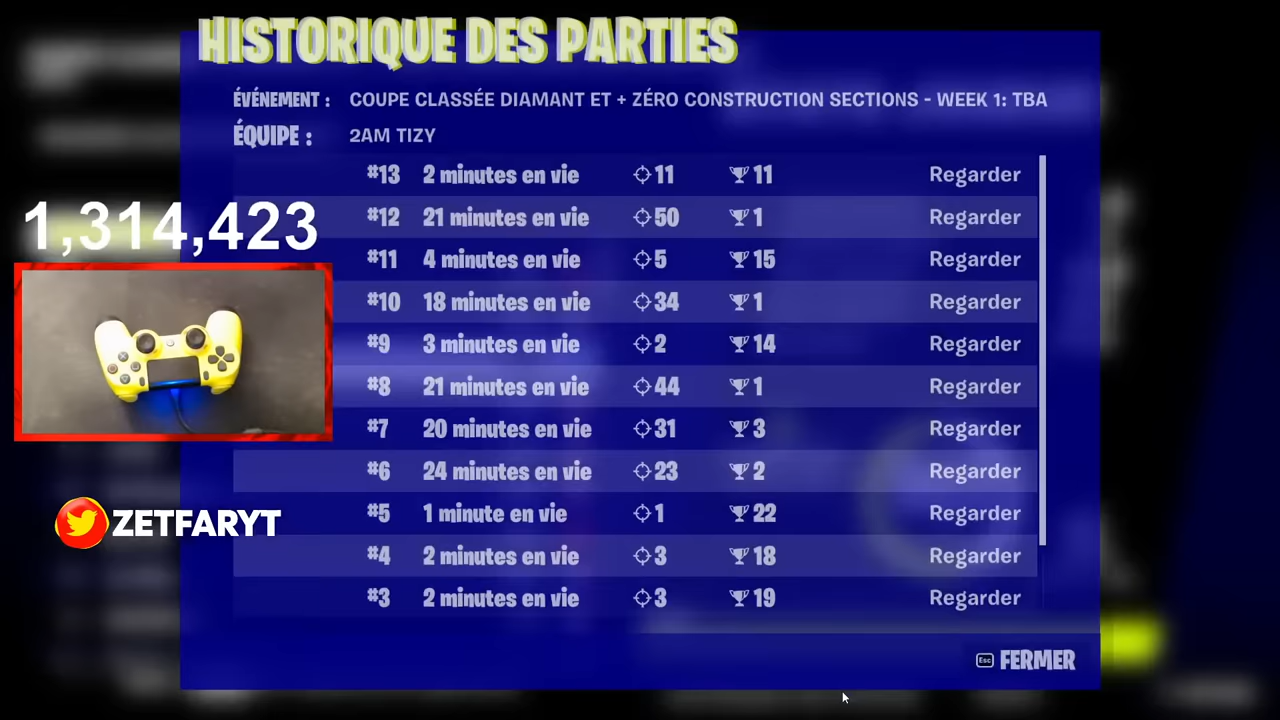 HISTORIQUE DES PARTIES
ÉVÉNEMENT : COUPE CLASSÉE DIAMANT ET + ZÉRO CONSTRUCTION SECTIONS - WEEK 1: TBA
ÉQUIPE : 2AM TIZY
#13 2 minutes en vie 11 11 Regarder
#12 21 minutes en vie 50 1 Regarder
#11 4 minutes en vie 5 15 Regarder
#10 18 minutes en vie 34 1 Regarder
#9 3 minutes en vie 2 14 Regarder
#8 21 minutes en vie 44 1 Regarder
#7 20 minutes en vie 31 3 Regarder
#6 24 minutes en vie 23 2 Regarder
#5 1 minute en vie 1 22 Regarder
#4 2 minutes en vie 3 18 Regarder
#3 2 minutes en vie 3 19 Regarder
Esc FERMER
1,314,423
ZETFARYT